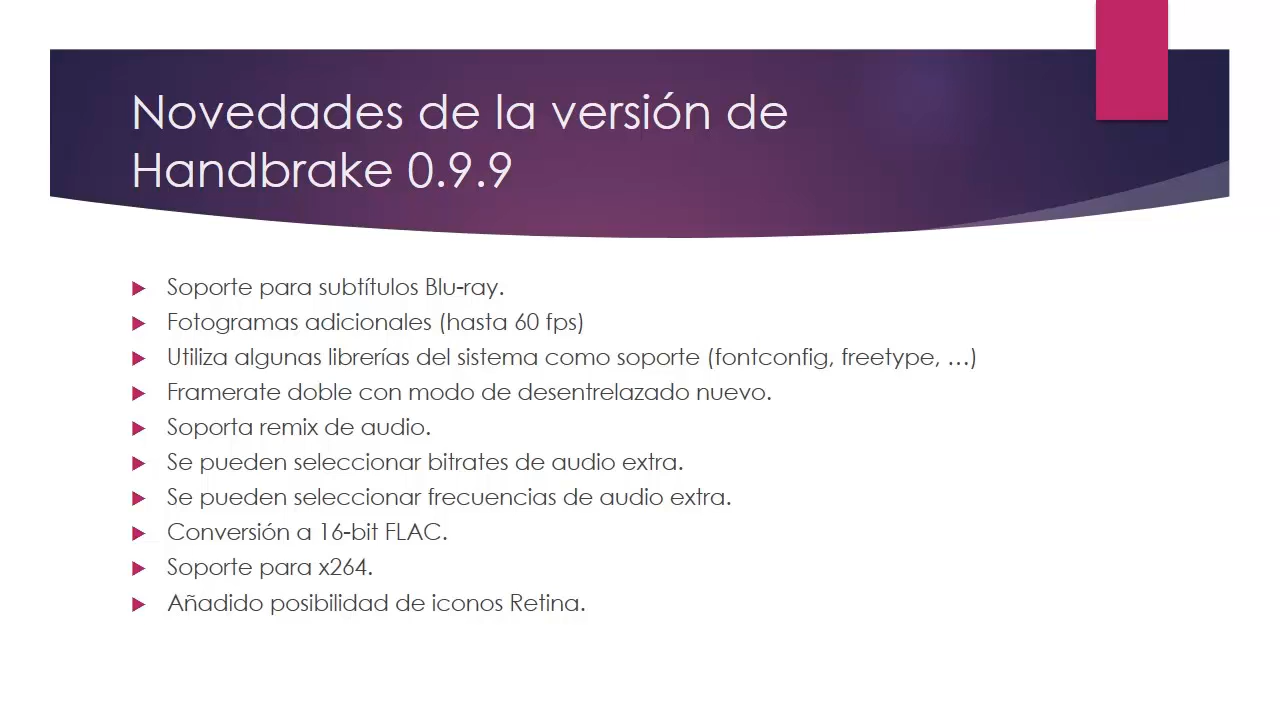 Novedades de la versión de
Handbrake 0.9.9
Soporte para subtítulos Blu-ray.
Fotogramas adicionales (hasta 60 fps)
Utiliza algunas librerías del sistema como soporte (fontconfig, freetype, …)
Framerate doble con modo de desentrelazado nuevo.
Soporta remix de audio.
Se pueden seleccionar bitrates de audio extra.
Se pueden seleccionar frecuencias de audio extra.
Conversión a 16-bit FLAC.
Soporte para x264.
Añadido posibilidad de iconos Retina.